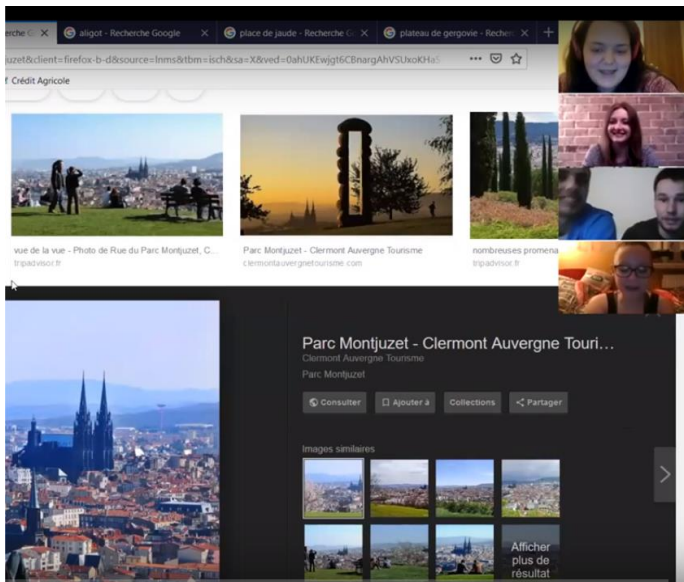 erche G
aligot - Recherche Google
place de jaude - Recherche G
plateau de gergovie - Recherc
juzet&client=firefox-b-d&source=lnms&tbm=isch&sa=X&ved=
Crédit Agricole
vue de la vue - Photo de Rue du Parc Montjuzet, C...
tripadvisor.fr
Parc Montjuzet - Clermont Auvergne Tourisme
clermontauvergnetourisme.com
nombreuses promena
tripadvisor.fr
Parc Montjuzet - Clermont Auvergne Touri...
Clermont Auvergne Tourisme
Parc Montjuzet
Consulter
Ajouter à
Collections
Partager
Images similaires
Afficher
plus de
résultat